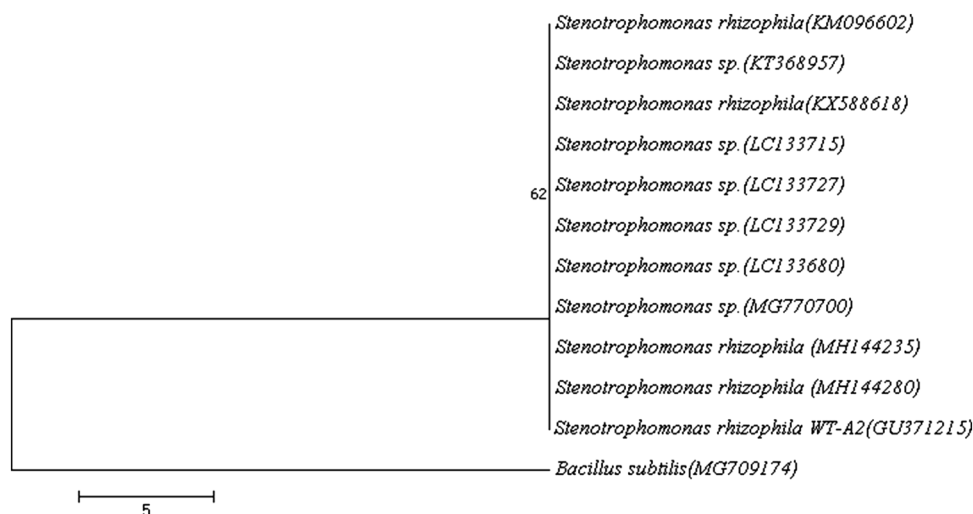 Stenotrophomonas rhizophila(KM096602)
Stenotrophomonas sp.(KT368957)
Stenotrophomonas rhizophila(KX588618)
Stenotrophomonas sp.(LC133715)
62
Stenotrophomonas sp.(LC133727)
Stenotrophomonas sp.(LC133729)
Stenotrophomonas sp.(LC133680)
Stenotrophomonas sp.(MG770700)
Stenotrophomonas rhizophila (MH144235)
Stenotrophomonas rhizophila (MH144280)
Stenotrophomonas rhizophila WT-A2(GU371215)
Bacillus subtilis(MG709174)
5